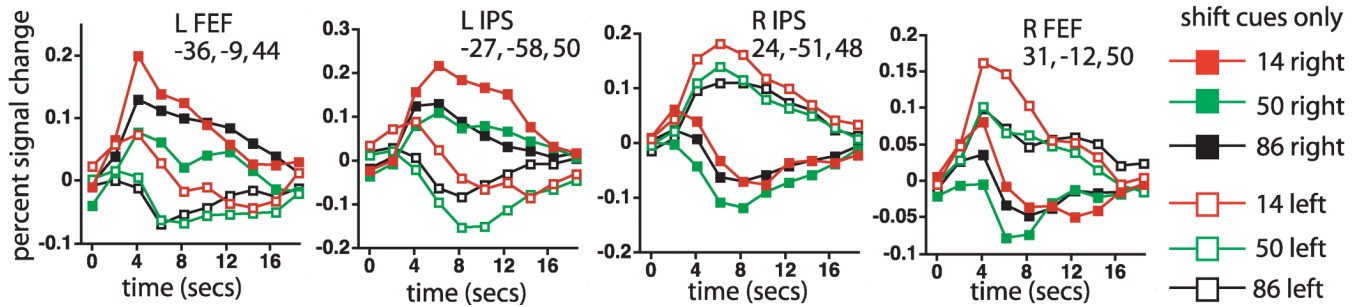 L FEF
-36, -9, 44
percent signal change
0.2
0.1
0
-0.1
0 4 8 12 16
time (secs)
L IPS
-27, -58, 50
0.3
0.2
0.1
0
-0.1
-0.2
0 4 8 12 16
time (secs)
R IPS
24, -51, 48
0.2
0.1
0
-0.1
-0.2
0 4 8 12 16
time (secs)
R FEF
31, -12, 50
0.2
0.15
0.1
0.05
0
-0.05
-0.1
0 4 8 12 16
time (secs)
shift cues only
14 right
50 right
86 right
14 left
50 left
86 left